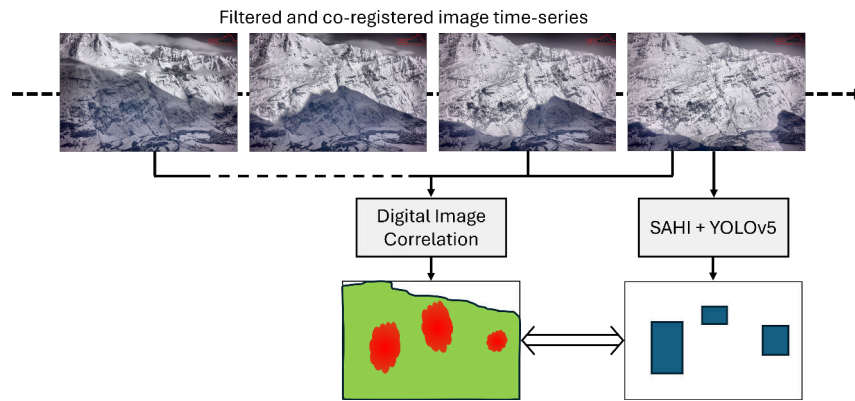 Filtered and co-registered image time-series
Digital Image
Correlation
SAHI + YOLOv5